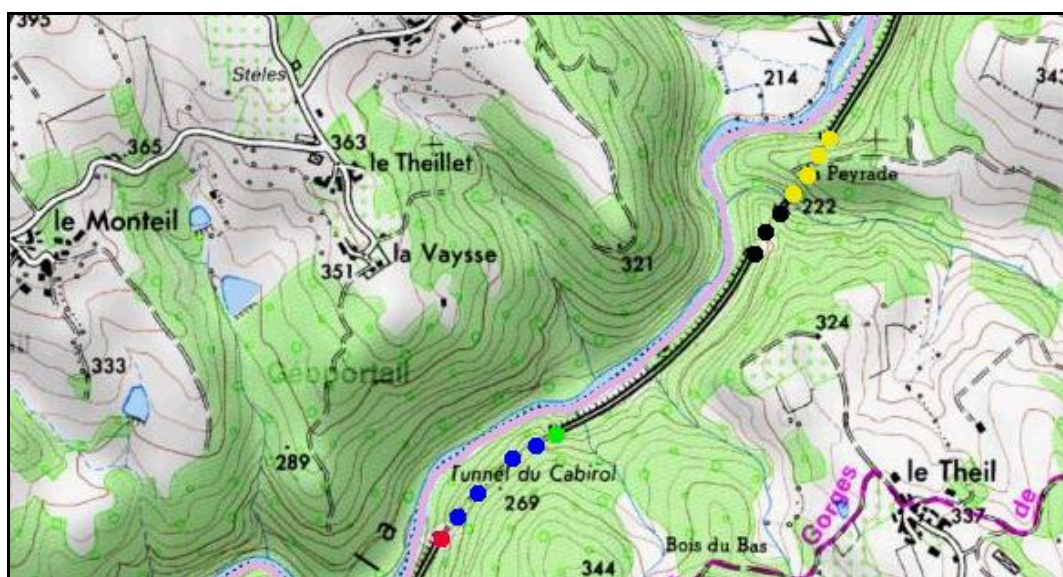 395
Steles
214
V
343
365
363
le Theillet
Peyrade
222
le Monteil
351
la Vaysse
321
324
333
Géoportail
289
Tunnel du Cabirol
269
le Theil
Gorges
de
337
a
Bois du Bas
344